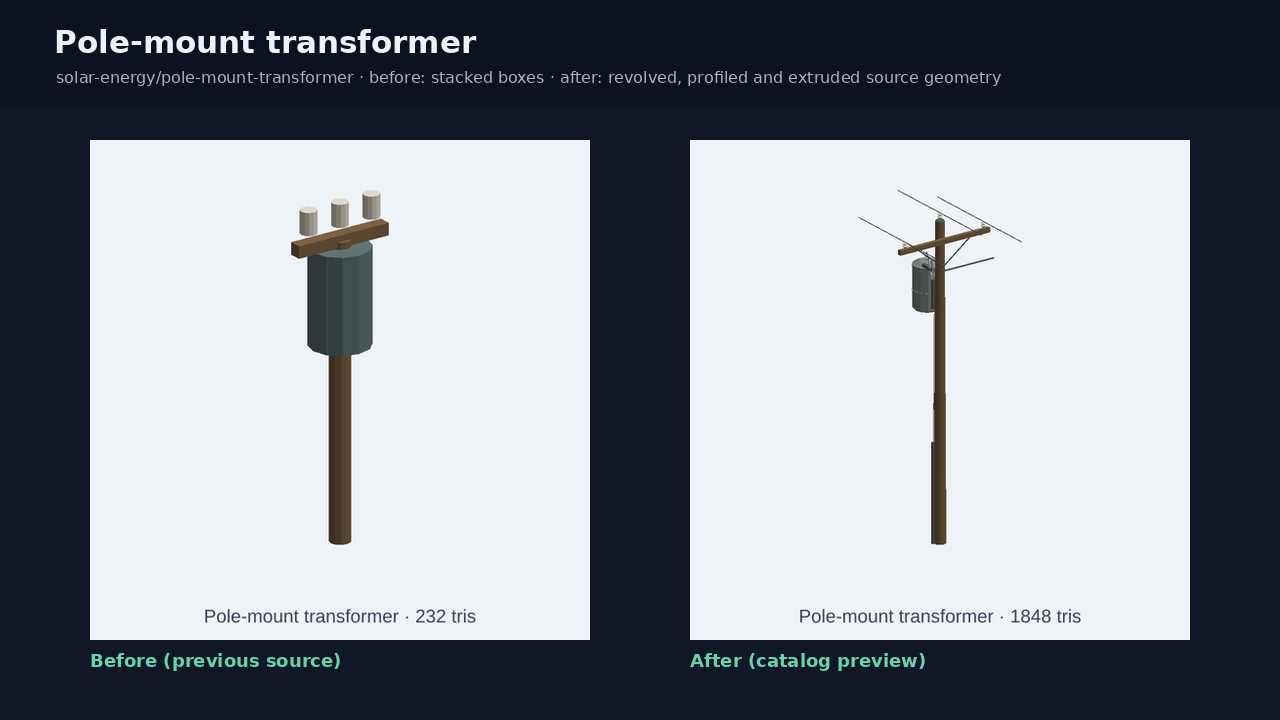 Pole-mount transformer
solar-energy/pole-mount-transformer · before: stacked boxes · after: revolved, profiled and extruded source geometry
Pole-mount transformer · 232 tris
Pole-mount transformer · 1848 tris
Before (previous source)
After (catalog preview)